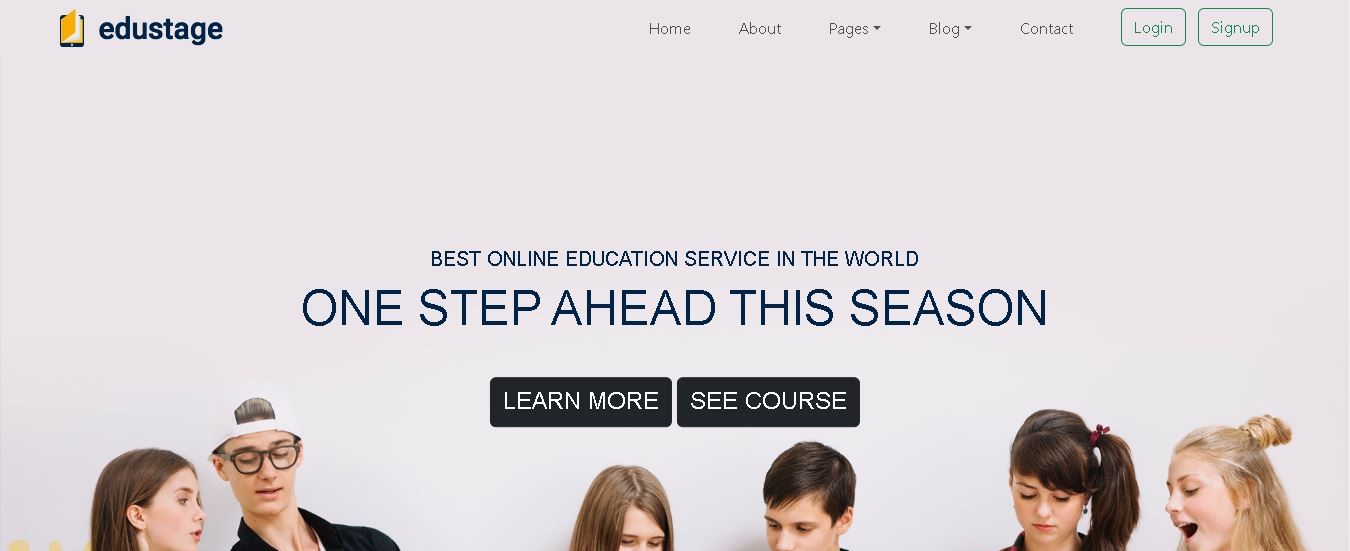 edustage Home About Pages Blog Contact Login Signup
BEST ONLINE EDUCATION SERVICE IN THE WORLD
ONE STEP AHEAD THIS SEASON
LEARN MORE SEE COURSE